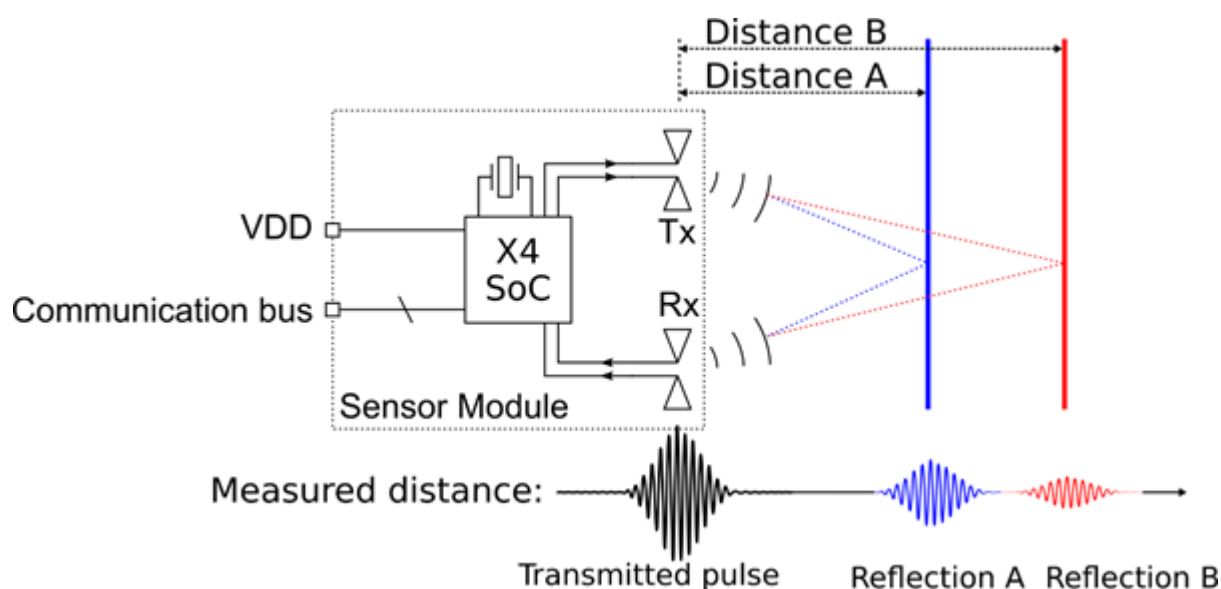 Distance B
Distance A
VDD
X4
SoC
Tx
Communication bus
Rx
Sensor Module
Measured distance:
Transmitted pulse
Reflection A
Reflection B